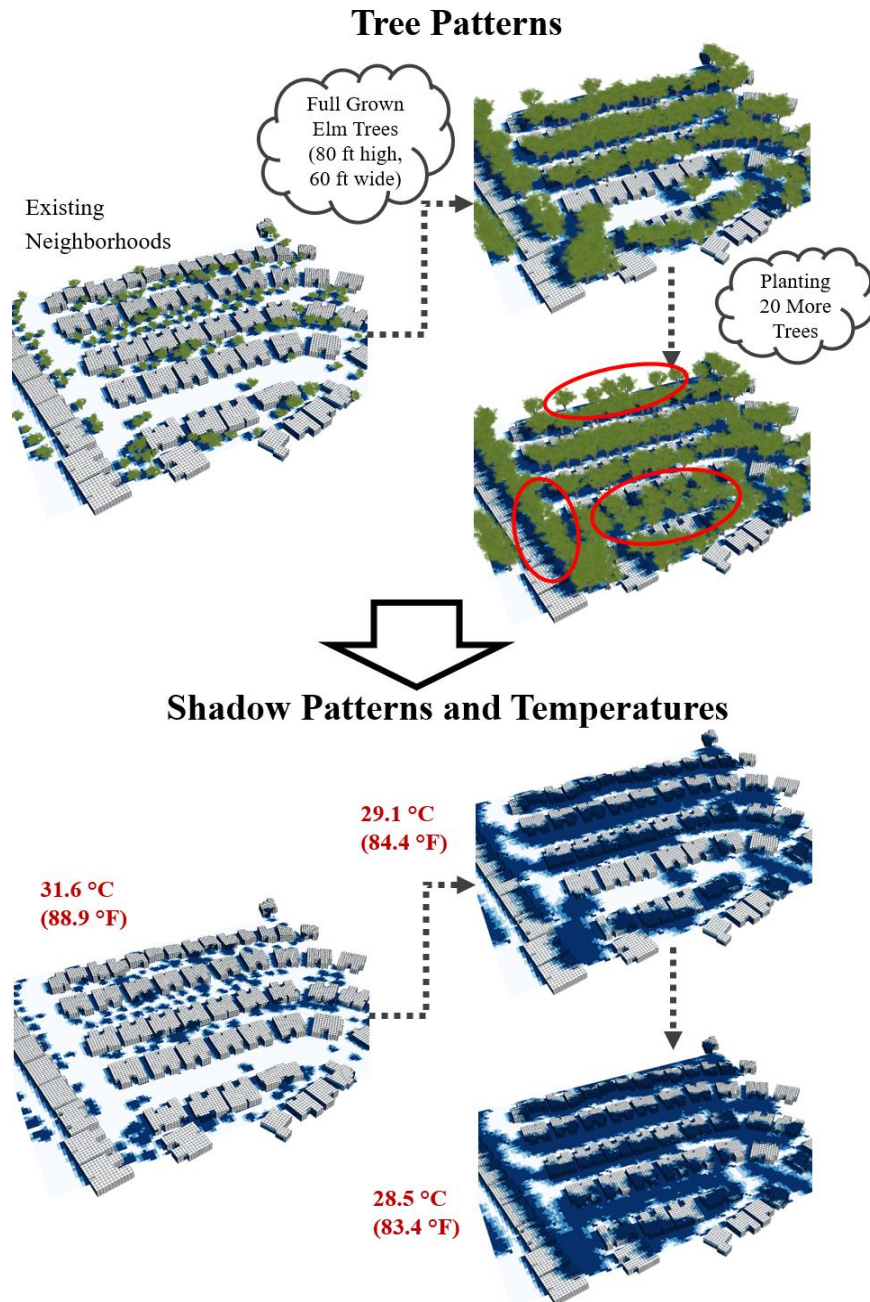 Tree Patterns
Full Grown
Elm Trees
(80 ft high,
60 ft wide)
Existing
Neighborhoods
Planting
20 More
Trees
Shadow Patterns and Temperatures
29.1 °C
(84.4 °F)
31.6 °C
(88.9 °F)
28.5 °C
(83.4 °F)